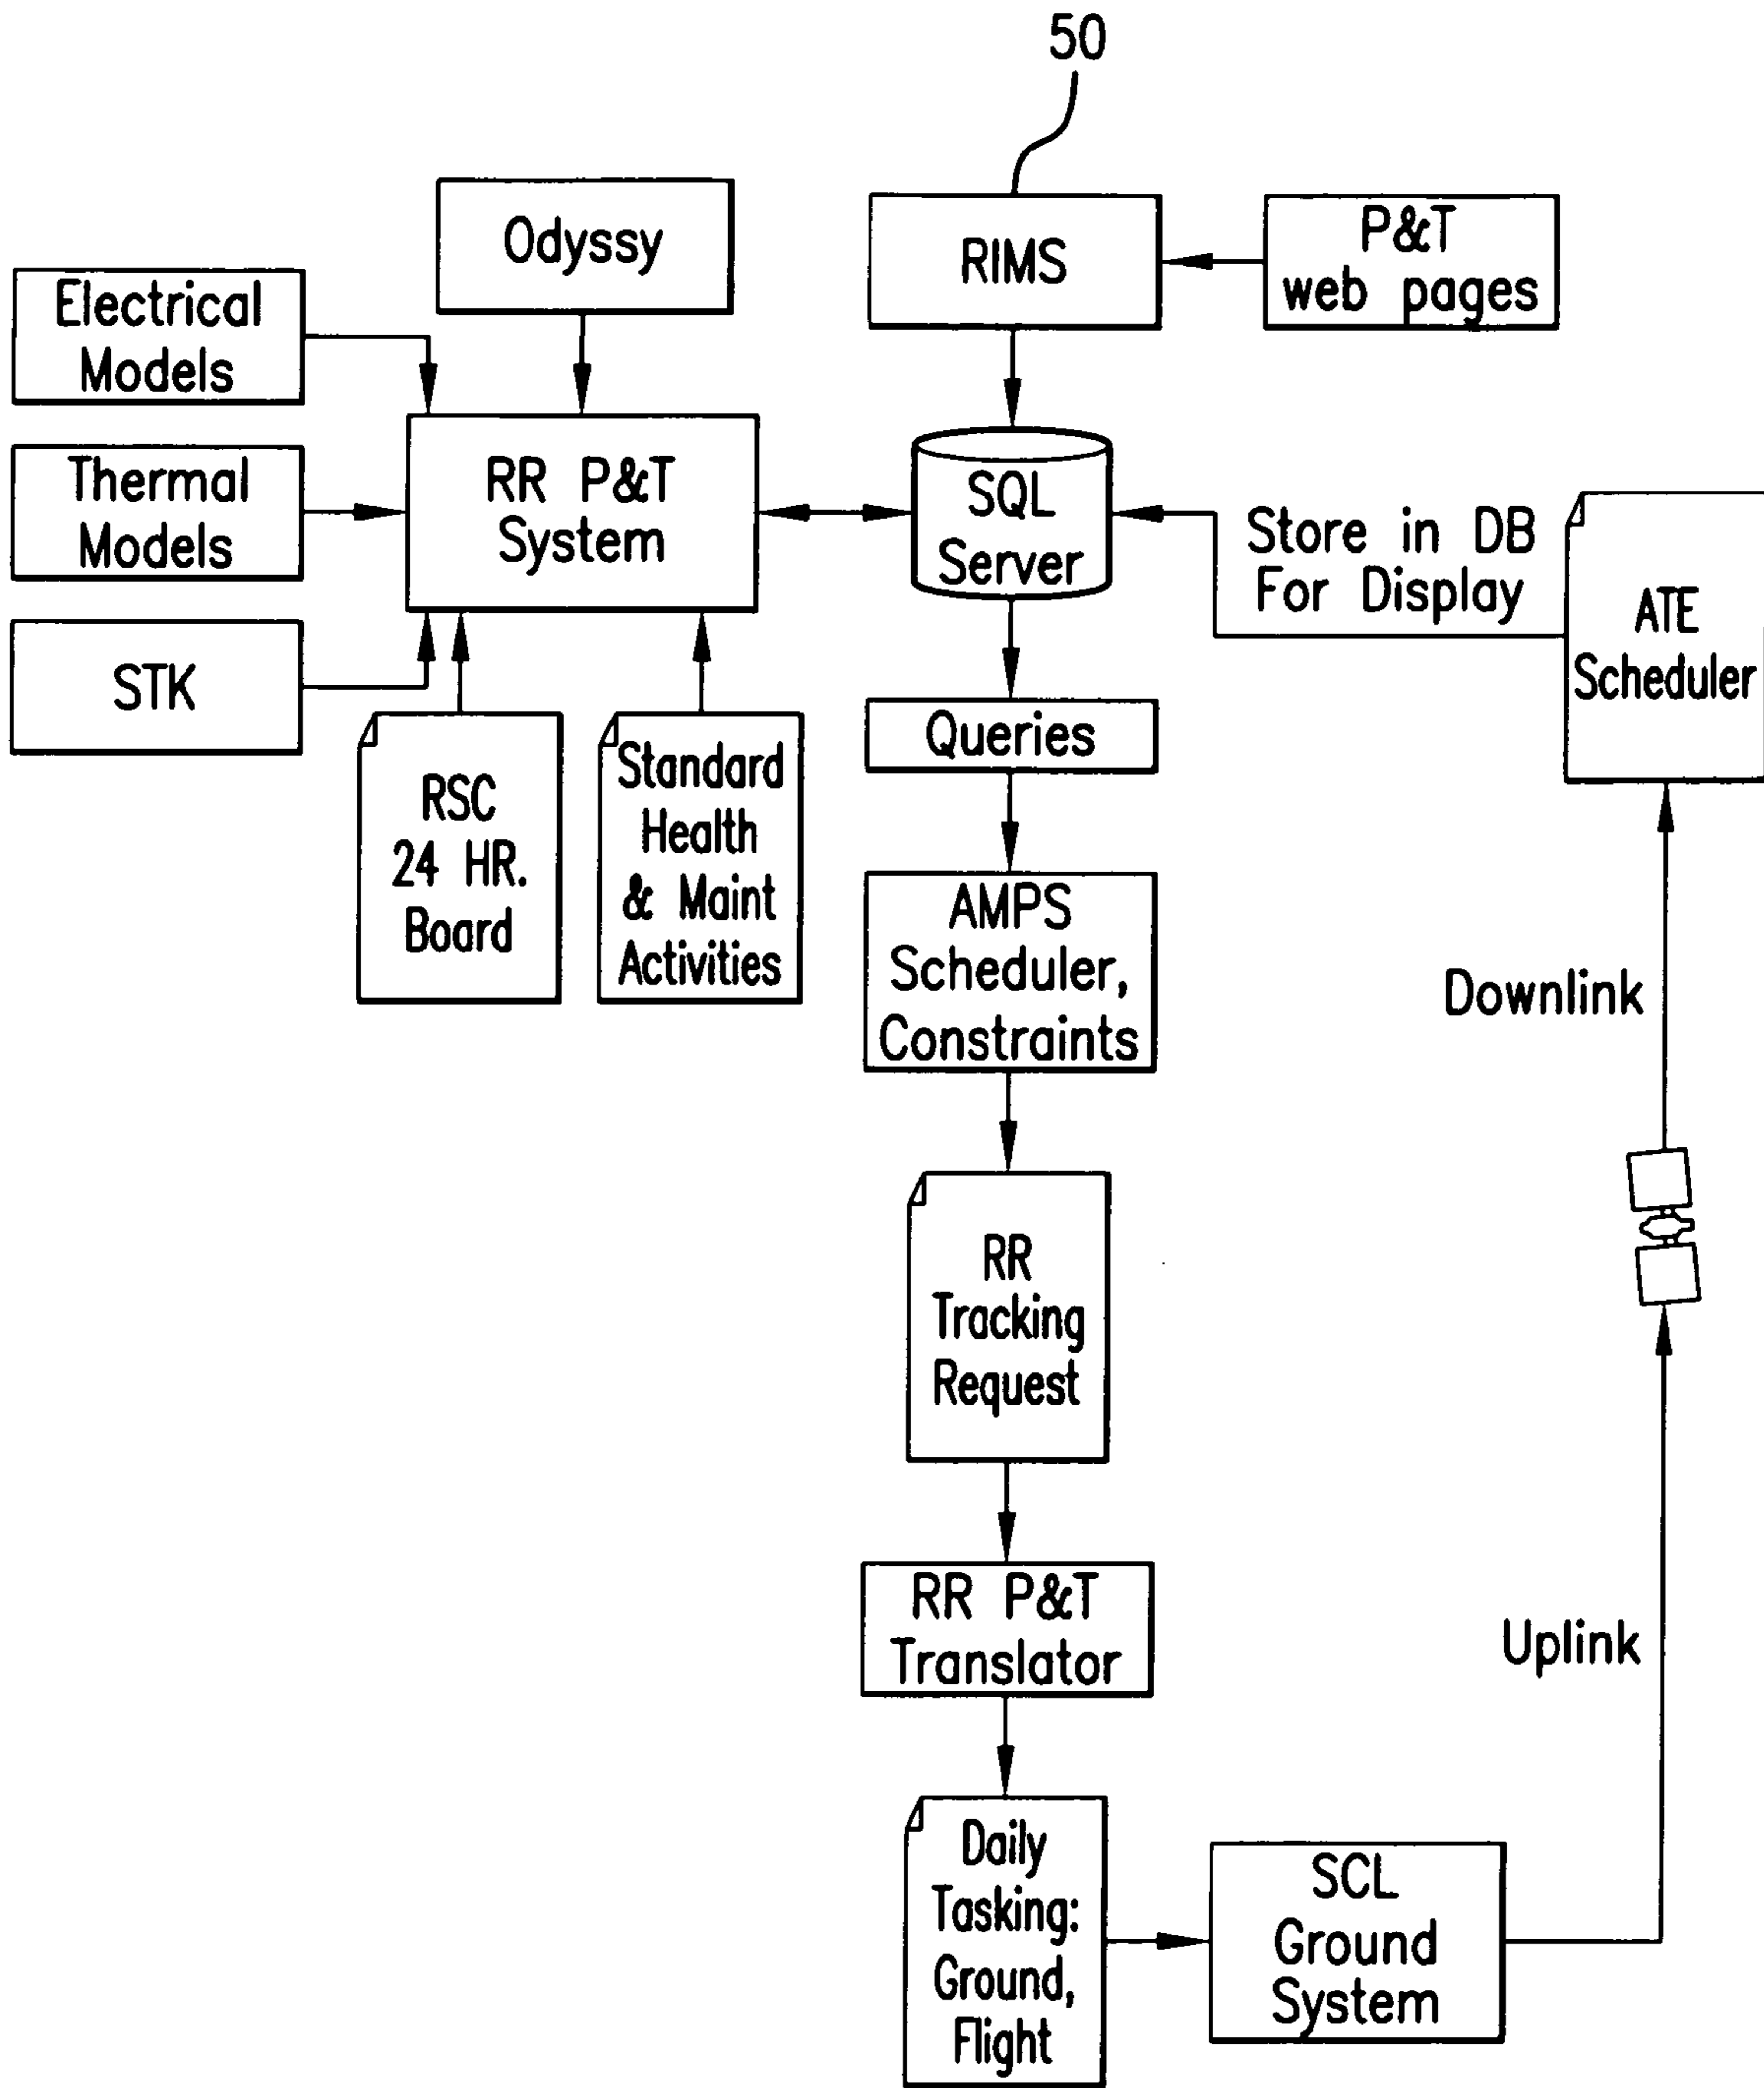 50
Odyssy
RIMS
P&T
web pages
Electrical
Models
Thermal
Models
RR P&T
System
SQL
Server
Store in DB
For Display
ATE
Scheduler
STK
RSC
24 HR.
Board
Standard
Health
& Maint
Activities
Queries
AMPS
Scheduler,
Constraints
Downlink
RR
Tracking
Request
RR P&T
Translator
Uplink
Daily
Tasking:
Ground,
Flight
SCL
Ground
System